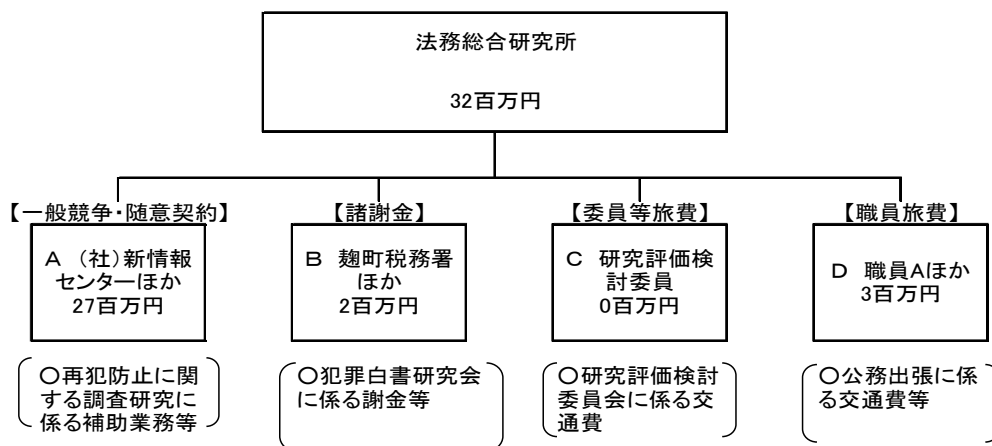 法務総合研究所
32百万円
【一般競争・随意契約】
A （社）新情報
センターほか
27百万円
〇再犯防止に関
する調査研究に
係る補助業務等
【諸謝金】
B 麹町税務署
ほか
2百万円
〇犯罪白書研究会
に係る謝金等
【委員等旅費】
C 研究評価検
討委員
0百万円
〇研究評価検討
委員会に係る交
通費
【職員旅費】
D 職員Aほか
3百万円
〇公務出張に係
る交通費等